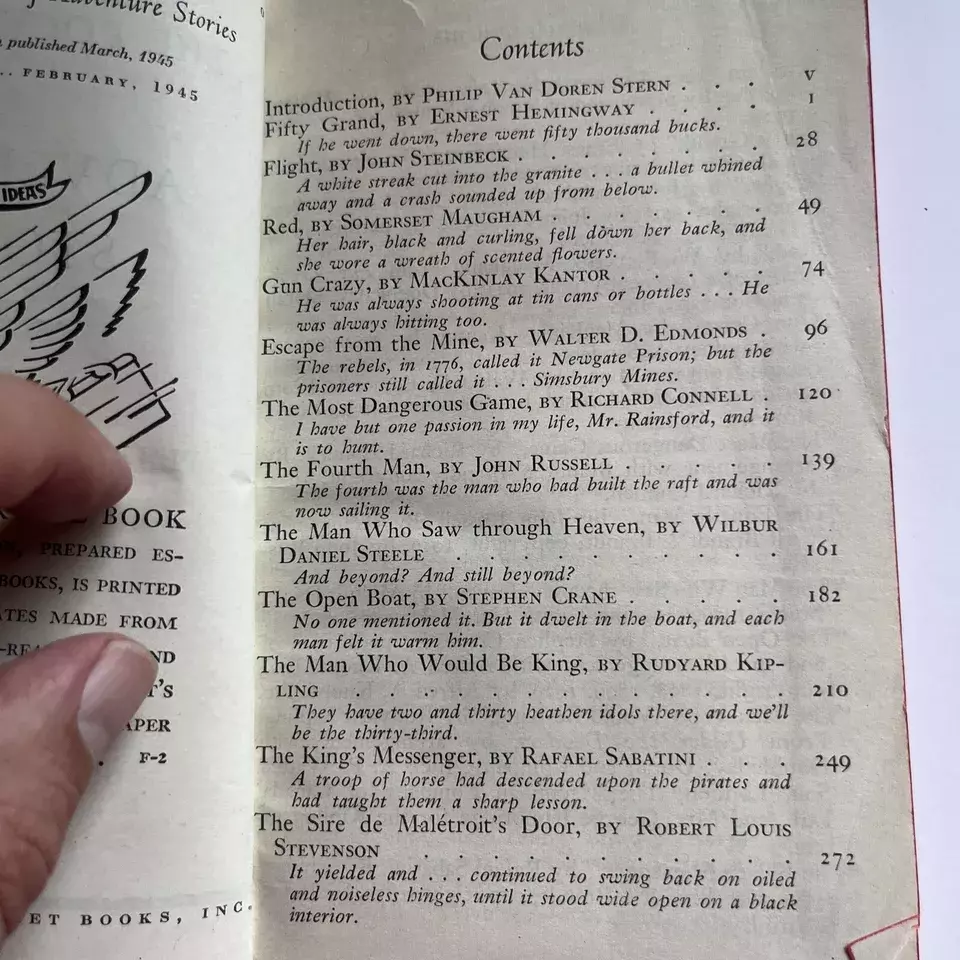 Adventure Stories
published March, 1945
.. FEBRUARY, 1945
IDEAS
BOOK
PREPARED ES-
BOOKS, IS PRINTED
MADE FROM
F-2
BOOKS, INC.
Contents
Introduction, BY PHILIP VAN DOREN STERN . . . V
Fifty Grand, BY ERNEST HEMINGWAY . . . . I
If he went down, there went fifty thousand bucks.
Flight, BY JOHN STEINBECK . . . . . . . 28
A white streak cut into the granite . . . a bullet whined
away and a crash sounded up from below.
Red, BY SOMERSET MAUGHAM . . . . . . 49
Her hair, black and curling, fell down her back, and
she wore a wreath of scented flowers.
Gun Crazy, BY MACKINLAY KANTOR . . . . . 74
He was always shooting at tin cans or bottles . . . He
was always hitting too.
Escape from the Mine, BY WALTER D. EDMONDS . 96
The rebels, in 1776, called it Newgate Prison; but the
prisoners still called it . . . Simsbury Mines.
The Most Dangerous Game, BY RICHARD CONNELL . 120
I have but one passion in my life, Mr. Rainsford, and it
is to hunt.
The Fourth Man, BY JOHN RUSSELL . . . . . 139
The fourth was the man who had built the raft and was
now sailing it.
The Man Who Saw through Heaven, BY WILBUR
DANIEL STEELE . . . . . . . . . 161
And beyond? And still beyond?
The Open Boat, BY STEPHEN CRANE . . . . . 182
No one mentioned it. But it dwelt in the boat, and each
man felt it warm him.
The Man Who Would Be King, BY RUDYARD KIP-
LING . . . . . . . . . . . . 210
They have two and thirty heathen idols there, and we'll
be the thirty-third.
The King's Messenger, BY RAFAEL SABATINI . . . 249
A troop of horse had descended upon the pirates and
had taught them a sharp lesson.
The Sire de Malétroit's Door, BY ROBERT LOUIS
STEVENSON . . . . . . . . . . . 272
It yielded and . . . continued to swing back on oiled
and noiseless hinges, until it stood wide open on a black
interior.